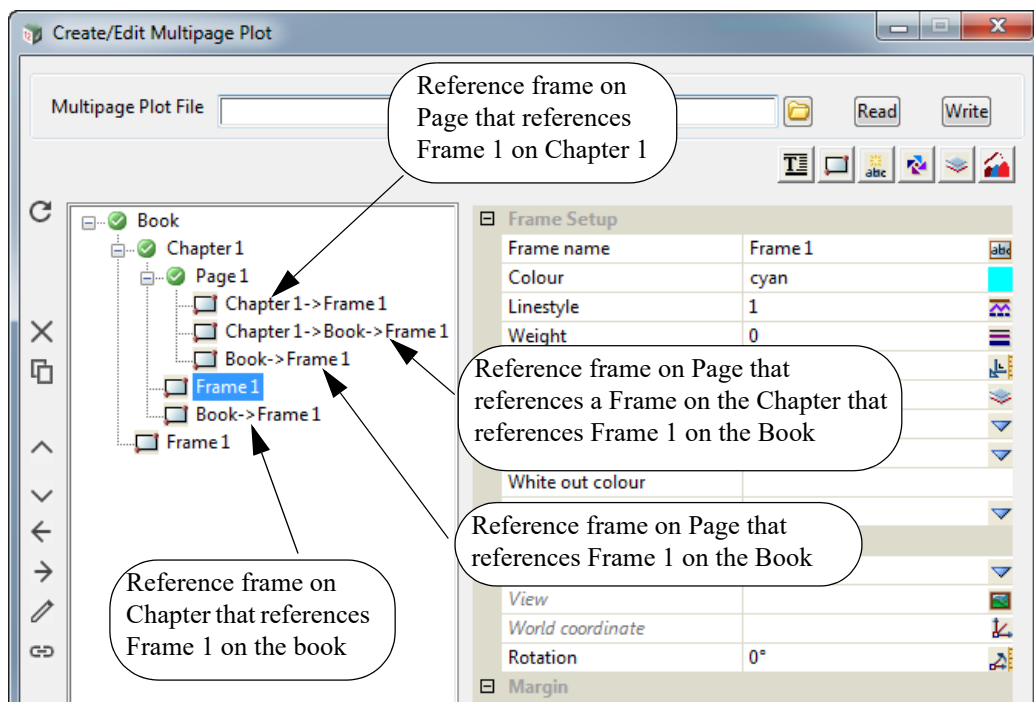 Create/Edit Multipage Plot
Multipage Plot File
Read
Write
Reference frame on
Page that references
Frame 1 on Chapter 1
abc
Book
Chapter 1
Page 1
Chapter 1->Frame 1
Chapter 1->Book->Frame 1
Book->Frame 1
Frame 1
Book->Frame 1
Frame 1
Frame Setup
Frame name Frame 1
Colour cyan
Linestyle 1
Weight 0
Reference frame on Page that
references a Frame on the Chapter that
references Frame 1 on the Book
White out colour
Reference frame on Page that
references Frame 1 on the Book
Reference frame on
Chapter that references
Frame 1 on the book
View
World coordinate
Rotation 0°
Margin